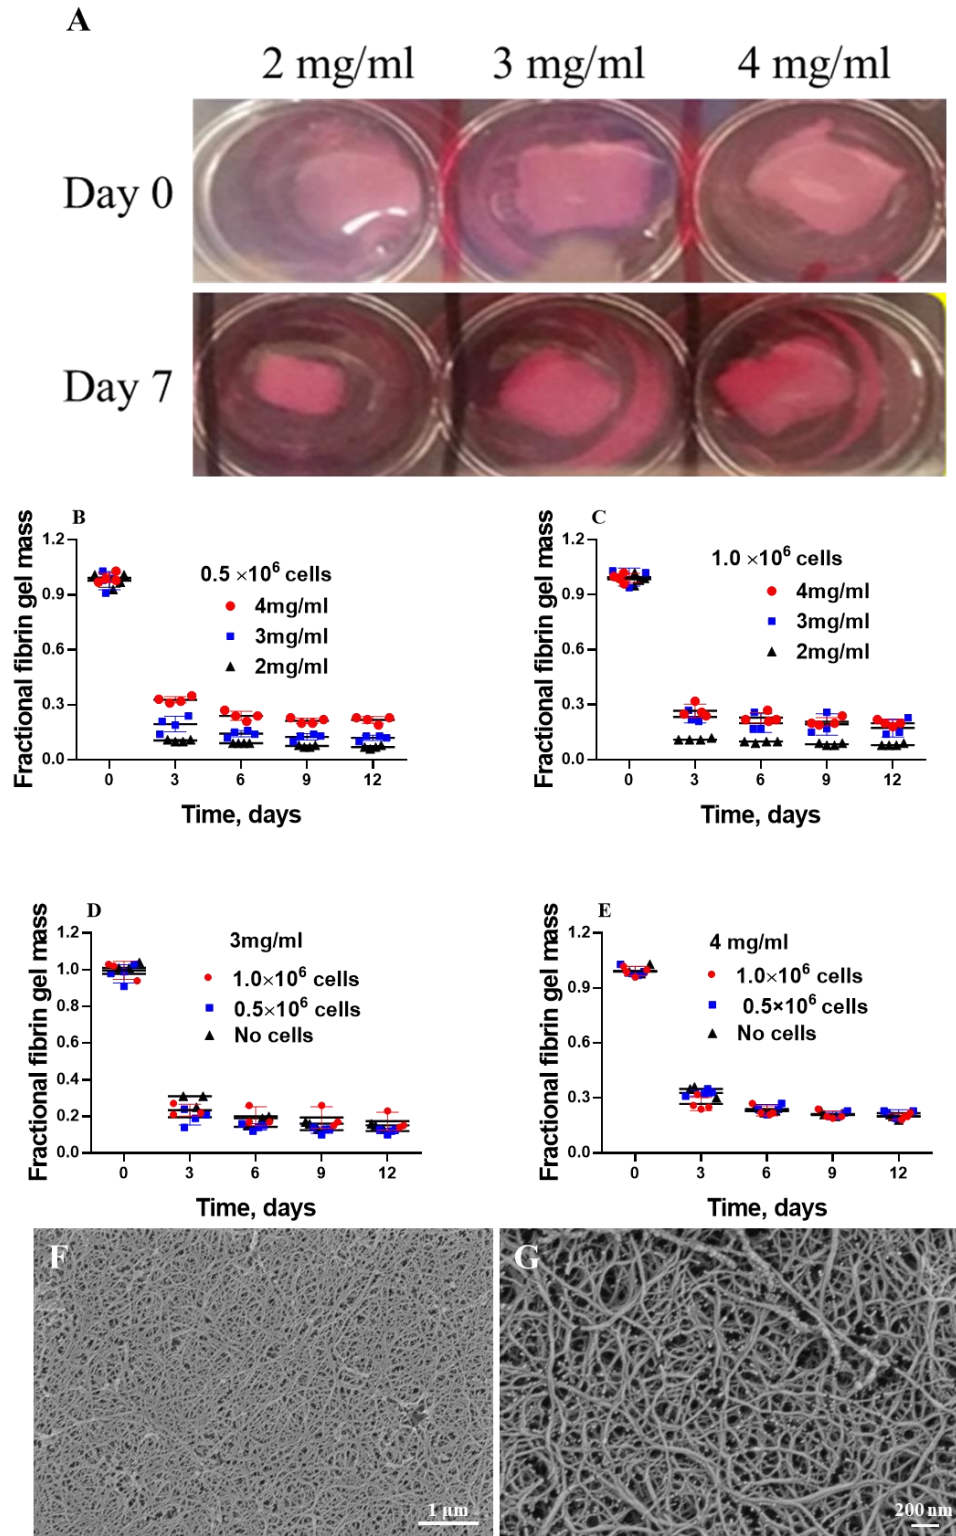 A
2 mg/ml 3 mg/ml 4 mg/ml
Day 0
Day 7
B
Fractional fibrin gel mass
1.2
0.9
0.6
0.3
0.0
0.5 ×10⁶ cells
4mg/ml
3mg/ml
2mg/ml
0 3 6 9 12
Time, days
C
Fractional fibrin gel mass
1.2
0.9
0.6
0.3
0.0
1.0 ×10⁶ cells
4mg/ml
3mg/ml
2mg/ml
0 3 6 9 12
Time, days
D
Fractional fibrin gel mass
1.2
1.0
0.8
0.6
0.4
0.2
0.0
3mg/ml
1.0×10⁶ cells
0.5×10⁶ cells
No cells
0 3 6 9 12
Time, days
E
Fractional fibrin gel mass
1.2
0.9
0.6
0.3
0.0
4 mg/ml
1.0×10⁶ cells
0.5×10⁶ cells
No cells
0 3 6 9 12
Time, days
F
1 μm
G
200 nm